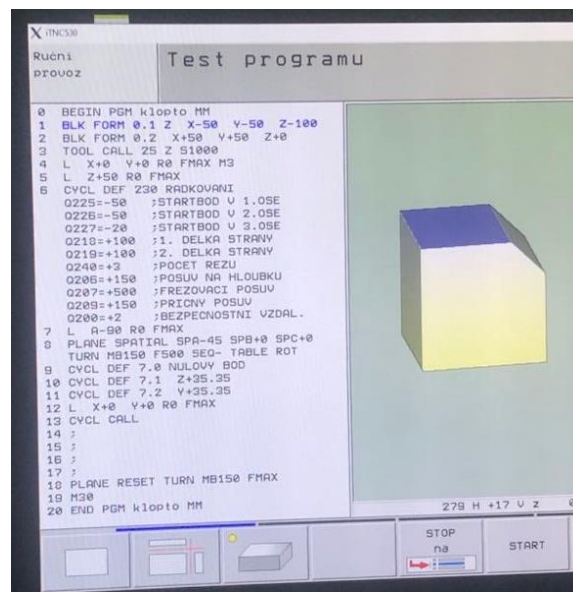 iTNC530
Ruční
provoz
Test programu
0 BEGIN PGM klopto MM
1 BLK FORM 0.1 Z X-50 Y-50 Z-100
2 BLK FORM 0.2 X+50 Y+50 Z+0
3 TOOL CALL 25 Z S1000
4 L X+0 Y+0 R0 FMAX M3
5 L Z+50 R0 FMAX
6 CYCL DEF 230 RADKOVANI
Q225=-50 ;STARTBOD V 1.OSE
Q226=-50 ;STARTBOD V 2.OSE
Q227=-20 ;STARTBOD V 3.OSE
Q218=+100 ;1. DELKA STRANY
Q219=+100 ;2. DELKA STRANY
Q240=+3 ;POCET REZU
Q206=+150 ;POSUV NA HLOUBKU
Q207=+500 ;FREZOVACI POSUV
Q209=+150 ;PRICNY POSUV
Q200=+2 ;BEZPECNOSTNI VZDAL.
7 L A-90 R0 FMAX
8 PLANE SPATIAL SPA-45 SPB+0 SPC+0
TURN MB150 F500 SEQ- TABLE ROT
9 CYCL DEF 7.0 NULOVY BOD
10 CYCL DEF 7.1 Z+35.35
11 CYCL DEF 7.2 Y+35.35
12 L X+0 Y+0 R0 FMAX
13 CYCL CALL
14 ;
15 ;
16 ;
17 ;
18 PLANE RESET TURN MB150 FMAX
19 M30
20 END PGM klopto MM
279 H +17 V z
STOP
na
START